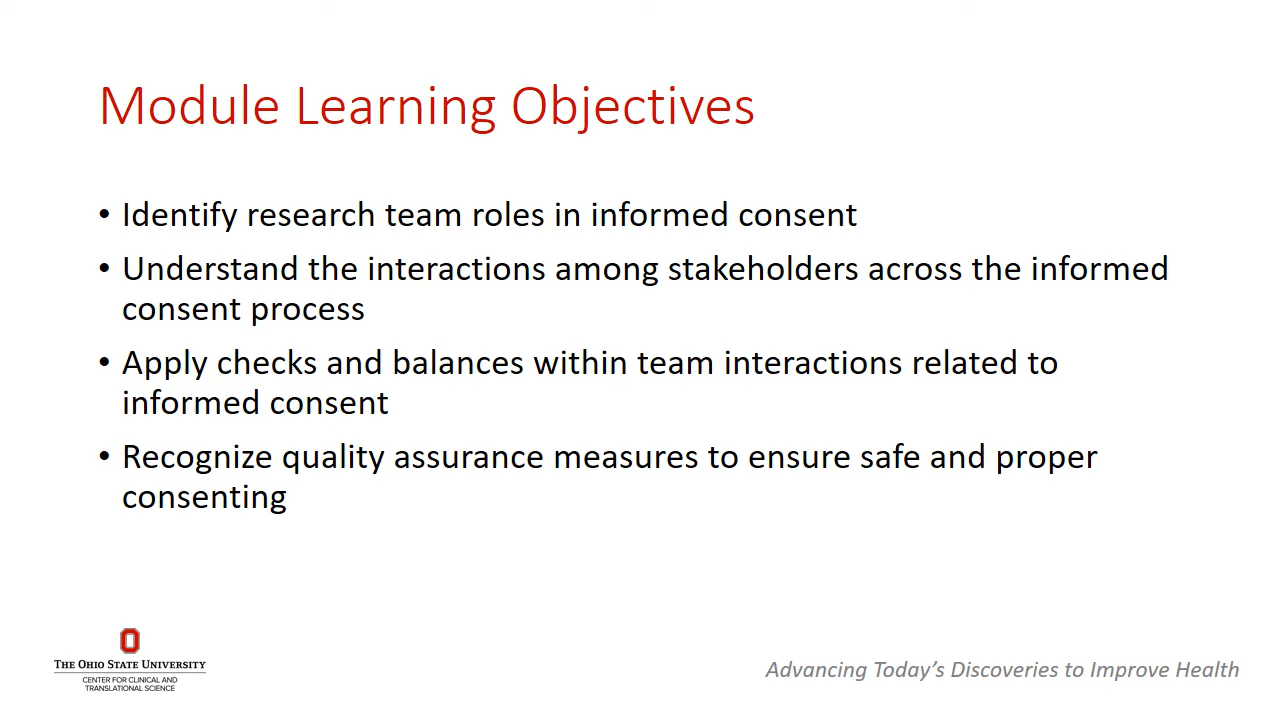 Module Learning Objectives
• Identify research team roles in informed consent
• Understand the interactions among stakeholders across the informed
consent process
• Apply checks and balances within team interactions related to
informed consent
• Recognize quality assurance measures to ensure safe and proper
consenting
THE OHIO STATE UNIVERSITY
CENTER FOR CLINICAL AND
TRANSLATIONAL SCIENCE
Advancing Today’s Discoveries to Improve Health